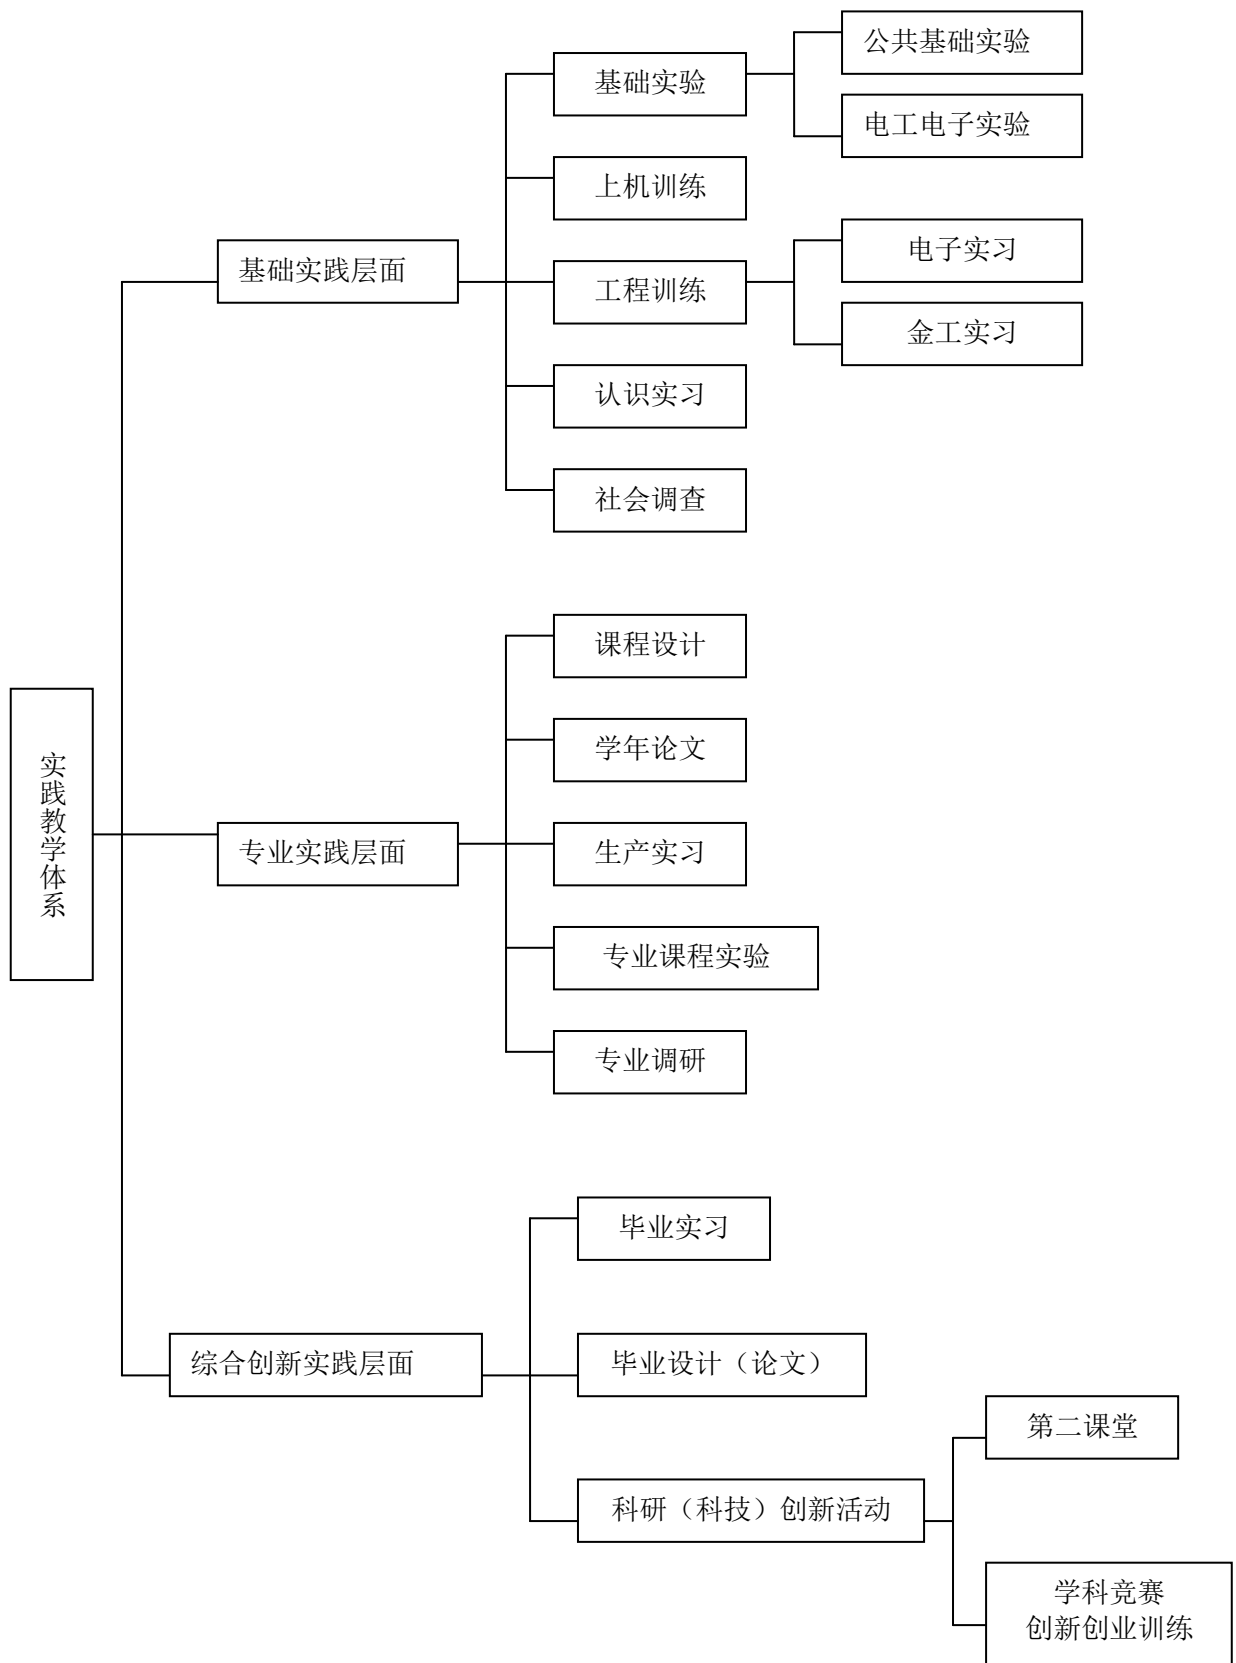 实践教学体系
基础实践层面
基础实验
公共基础实验
电工电子实验
上机训练
工程训练
电子实习
金工实习
认识实习
社会调查
专业实践层面
课程设计
学年论文
生产实习
专业课程实验
专业调研
综合创新实践层面
毕业实习
毕业设计（论文）
科研（科技）创新活动
第二课堂
学科竞赛
创新创业训练